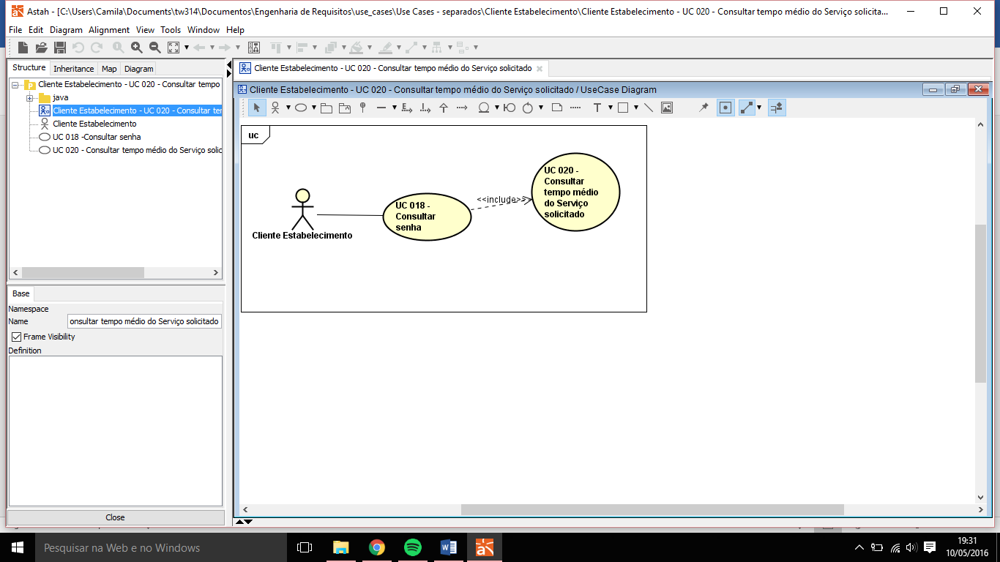 Astah - [C:\Users\Camila\Documents\tw314\Documentos\Engenharia de Requisitos\use_cases\Use Cases - separados\Cliente Estabelecimento\Cliente Estabelecimento - UC 020 - Consultar tempo médio do Serviço solicita...
File Edit Diagram Alignment View Tools Window Help
Structure Inheritance Map Diagram
Cliente Estabelecimento - UC 020 - Consultar tempo
java
Cliente Estabelecimento - UC 020 - Consultar ter
Cliente Estabelecimento
UC 018 -Consultar senha
UC 020 - Consultar tempo médio do Serviço solic
Base
Namespace
Name onsultar tempo médio do Serviço solicitado
Frame Visibility
Definition
Close
Cliente Estabelecimento - UC 020 - Consultar tempo médio do Serviço solicitado
Cliente Estabelecimento - UC 020 - Consultar tempo médio do Serviço solicitado / UseCase Diagram
uc
Cliente Estabelecimento
UC 018 -
Consultar
senha
<<include>>
UC 020 -
Consultar
tempo médio
do Serviço
solicitado
Pesquisar na Web e no Windows
19:31
10/05/2016